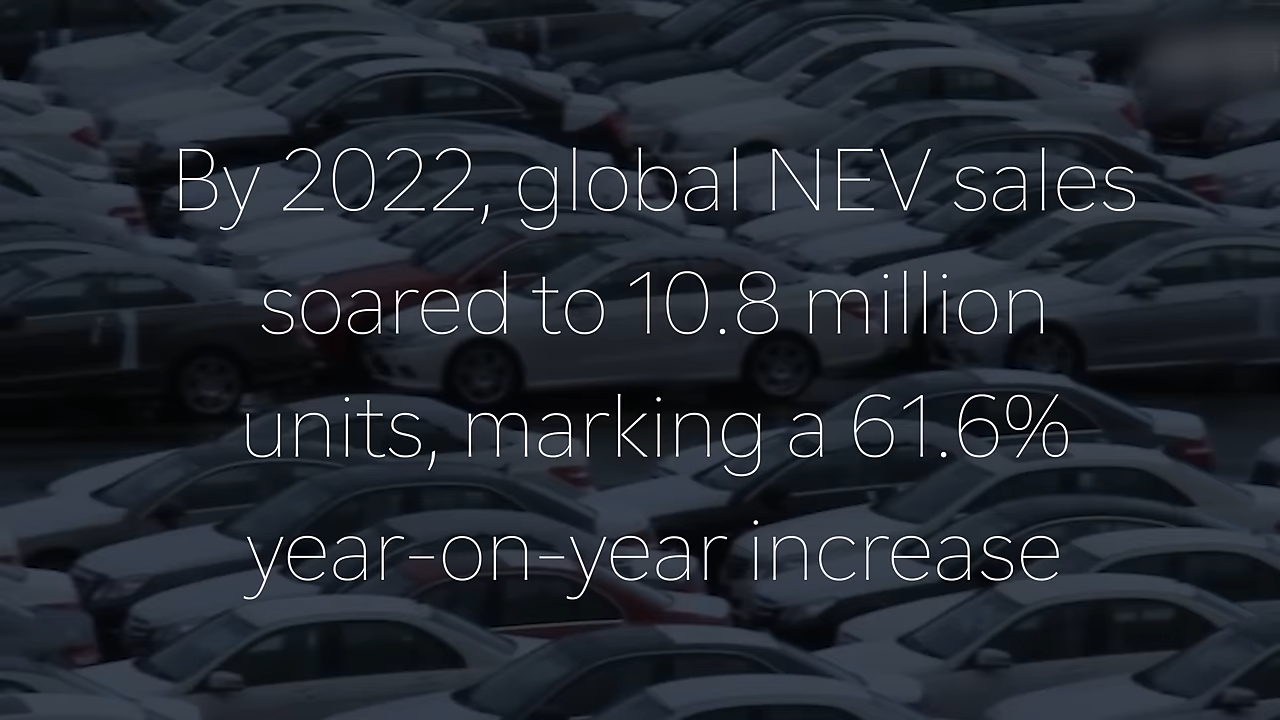 By 2022, global NEV sales
soared to 10.8 million
units, marking a 61.6%
year-on-year increase